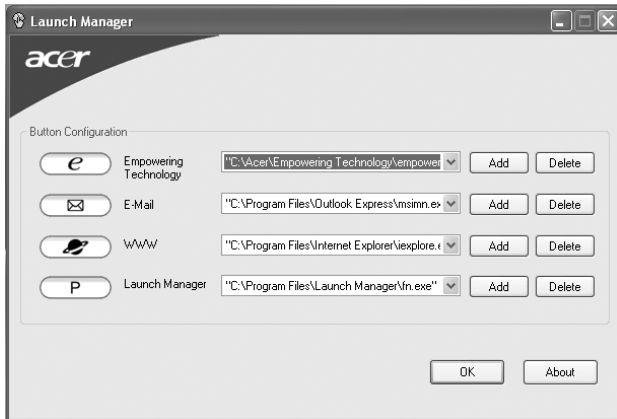 Launch Manager
acer
Button Configuration
e Empowering Technology "C:\Acer\Empowering Technology\empower Add Delete
E-Mail "C:\Program Files\Outlook Express\msimn.ex Add Delete
WWW "C:\Program Files\Internet Explorer\iexplore.e Add Delete
P Launch Manager "C:\Program Files\Launch Manager\fn.exe" Add Delete
OK About